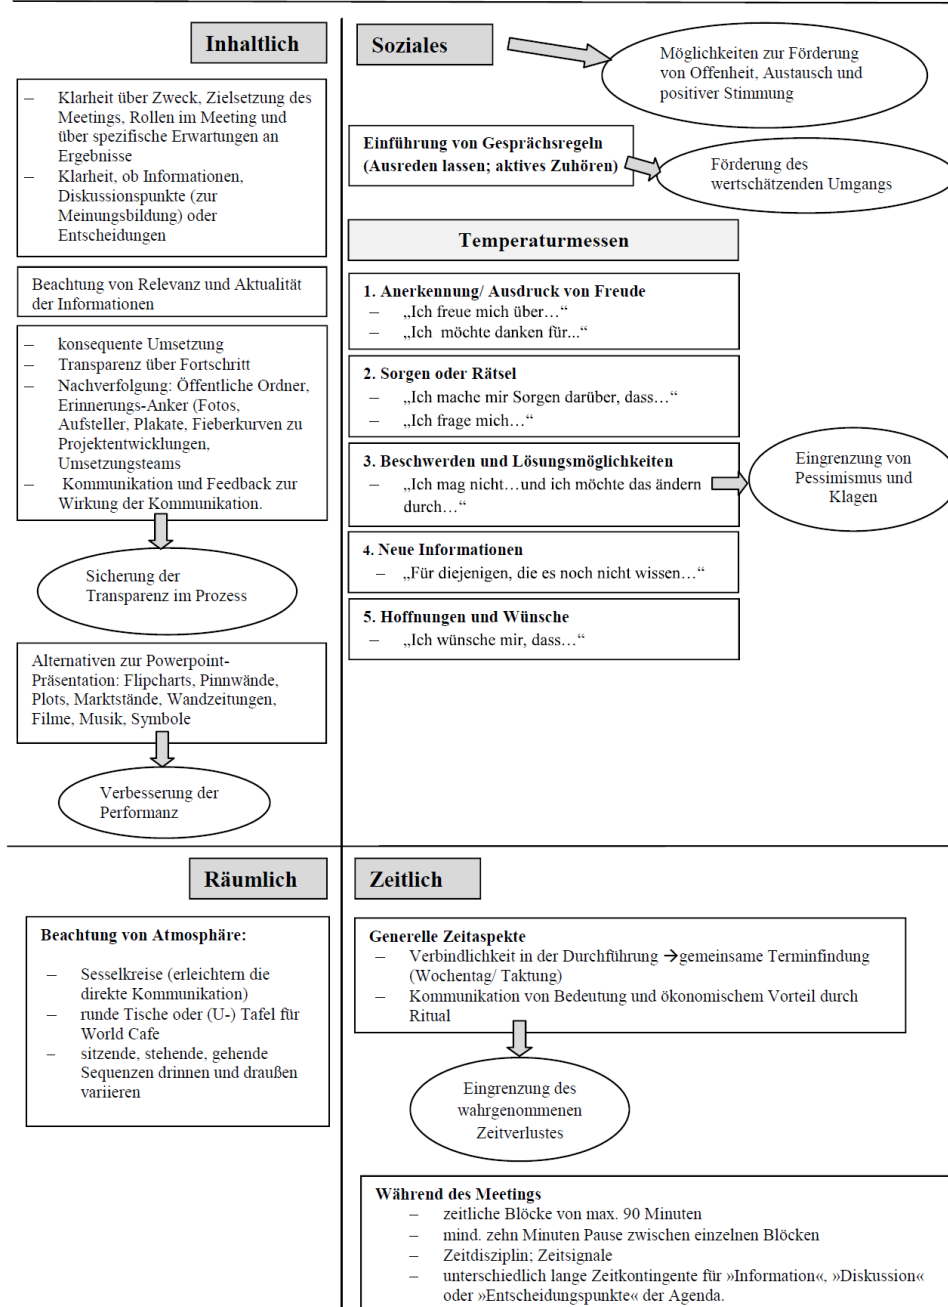 Inhaltlich
– Klarheit über Zweck, Zielsetzung des
Meetings, Rollen im Meeting und
über spezifische Erwartungen an
Ergebnisse
– Klarheit, ob Informationen,
Diskussionspunkte (zur
Meinungsbildung) oder
Entscheidungen
Beachtung von Relevanz und Aktualität
der Informationen
– konsequente Umsetzung
– Transparenz über Fortschritt
– Nachverfolgung: Öffentliche Ordner,
Erinnerungs-Anker (Fotos,
Aufsteller, Plakate, Fieberkurven zu
Projektentwicklungen,
Umsetzungsteams
– Kommunikation und Feedback zur
Wirkung der Kommunikation.
Sicherung der
Transparenz im Prozess
Alternativen zur Powerpoint-
Präsentation: Flipcharts, Pinnwände,
Plots, Marktstände, Wandzeitungen,
Filme, Musik, Symbole
Verbesserung der
Performanz
Soziales
Möglichkeiten zur Förderung
von Offenheit, Austausch und
positiver Stimmung
Einführung von Gesprächsregeln
(Ausreden lassen; aktives Zuhören)
Förderung des
wertschätzenden Umgangs
Temperaturmessen
1. Anerkennung/ Ausdruck von Freude
– „Ich freue mich über…“
– „Ich möchte danken für...“
2. Sorgen oder Rätsel
– „Ich mache mir Sorgen darüber, dass…“
– „Ich frage mich…“
3. Beschwerden und Lösungsmöglichkeiten
– „Ich mag nicht…und ich möchte das ändern
durch…“
Eingrenzung von
Pessimismus und
Klagen
4. Neue Informationen
– „Für diejenigen, die es noch nicht wissen…“
5. Hoffnungen und Wünsche
– „Ich wünsche mir, dass…“
Räumlich
Beachtung von Atmosphäre:
– Sesselkreise (erleichtern die
direkte Kommunikation)
– runde Tische oder (U-) Tafel für
World Cafe
– sitzende, stehende, gehende
Sequenzen drinnen und draußen
variieren
Zeitlich
Generelle Zeitaspekte
– Verbindlichkeit in der Durchführung →gemeinsame Terminfindung
(Wochentag/ Taktung)
– Kommunikation von Bedeutung und ökonomischem Vorteil durch
Ritual
Eingrenzung des
wahrgenommenen
Zeitverlustes
Während des Meetings
– zeitliche Blöcke von max. 90 Minuten
– mind. zehn Minuten Pause zwischen einzelnen Blöcken
– Zeitdisziplin; Zeitsignale
– unterschiedlich lange Zeitkontingente für »Information«, »Diskussion«
oder »Entscheidungspunkte« der Agenda.